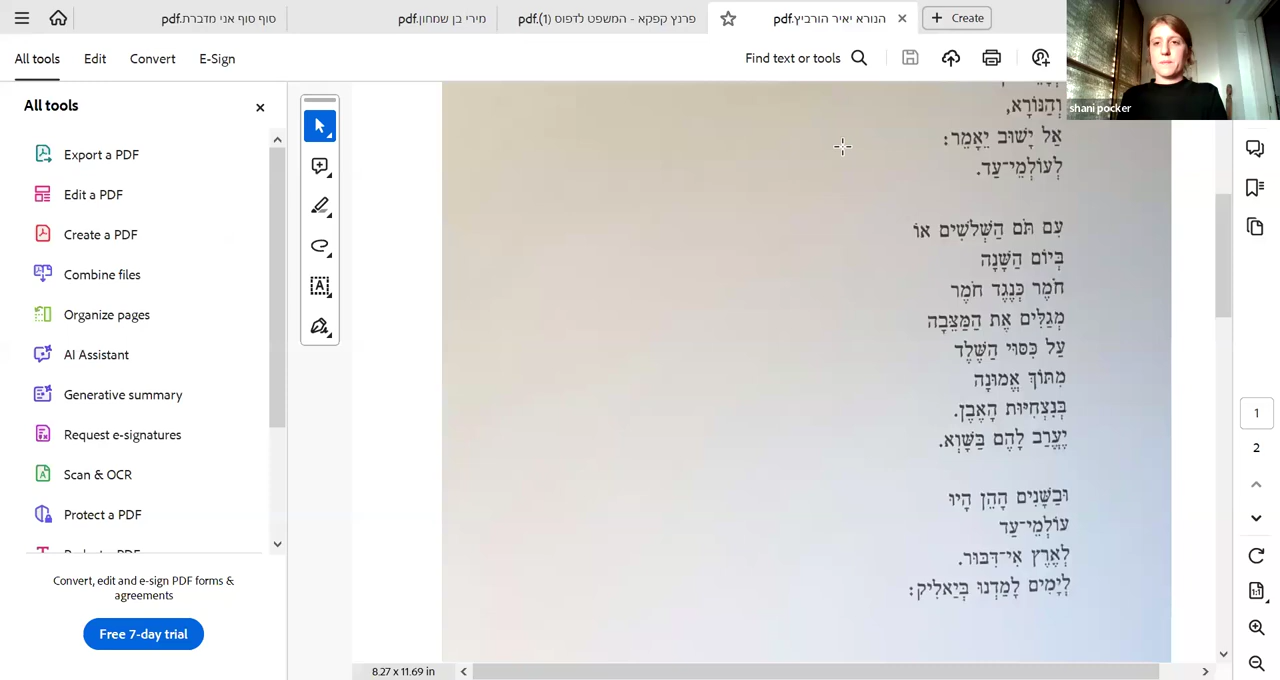 סוף סוף אני מדברת.pdf
מירי בן שמחון.pdf
פרנץ קפקא - המשפט לדפוס (1).pdf
הנורא יאיר הורביץ.pdf
Create
All tools
Edit
Convert
E-Sign
Find text or tools
shani pocker
All tools
Export a PDF
Edit a PDF
Create a PDF
Combine files
Organize pages
AI Assistant
Generative summary
Request e-signatures
Scan & OCR
Protect a PDF
Convert, edit and e-sign PDF forms &
agreements
Free 7-day trial
וְהַנּוֹרָא,
אַל יָשׁוּב יֵאָמֵר:
לְעוֹלְמֵי־עַד.
עִם תֹּם הַשְּׁלֹשִׁים אוֹ
בְּיוֹם הַשָּׁנָה
חֹמֶר כְּנֶגֶד חֹמֶר
מְגַלִּים אֶת הַמַּצֵּבָה
עַל כִּסּוּי הַשֶּׁלֶד
מִתּוֹךְ אֱמוּנָה
בְּנִצְחִיּוּת הָאֶבֶן.
יֶעֱרַב לָהֶם בַּשָּׁוְא.
וּבַשָּׁנִים הָהֵן הָיוּ
עוֹלְמֵי־עַד
לְאֶרֶץ אִי־דִּבּוּר.
לְיָמִים לָמַדְנוּ בְּיַאלִיק:
1
2
8.27 x 11.69 in